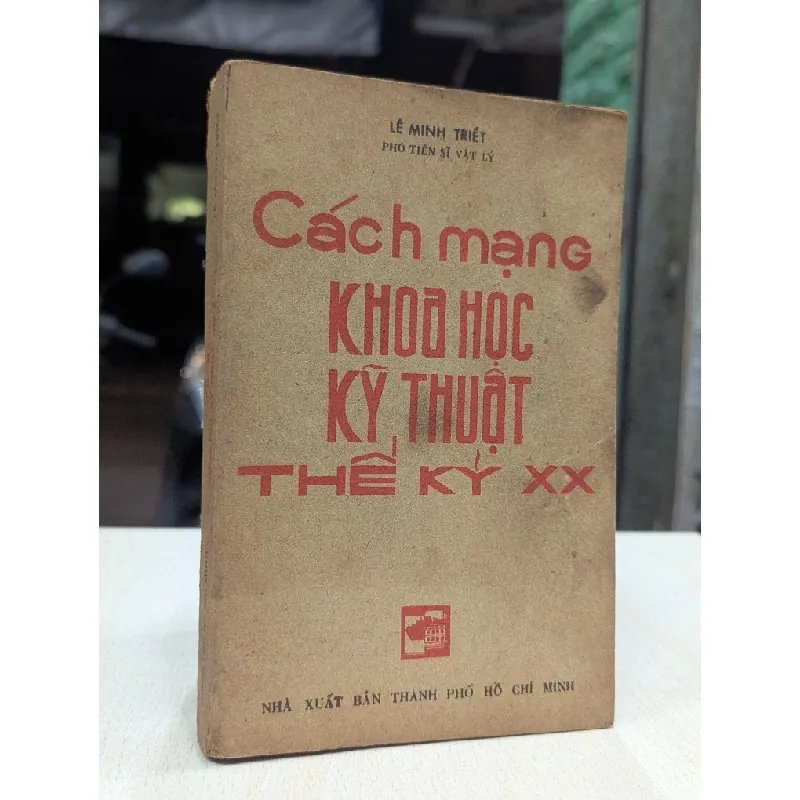 LÊ MINH TRIẾT
PHÓ TIẾN SĨ VẬT LÝ
Cách mạng
KHOA HỌC
KỸ THUẬT
THẾ KỶ XX
NHÀ XUẤT BẢN THÀNH PHỐ HỒ CHÍ MINH